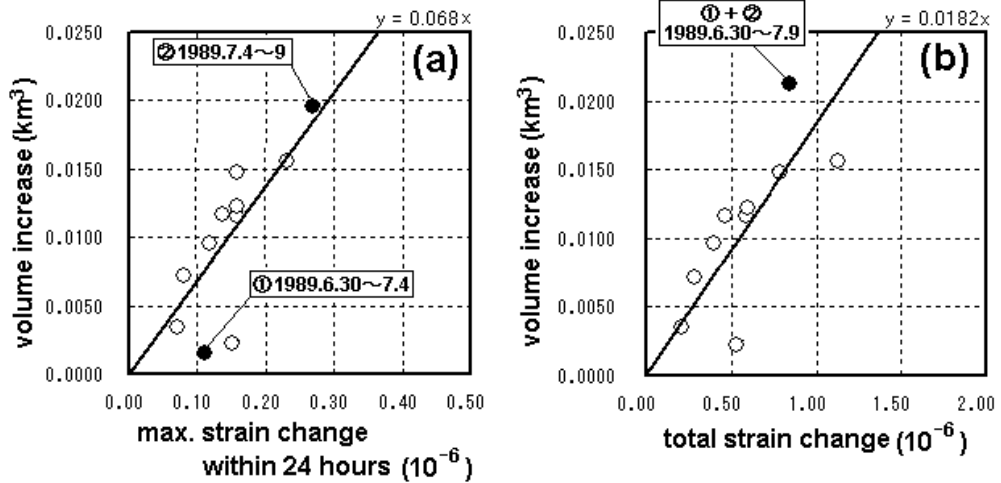 y = 0.068x
0.0250
0.0200
0.0150
0.0100
0.0050
0.0000
volume increase (km³)
(a)
②1989.7.4～9
①1989.6.30～7.4
0.00 0.10 0.20 0.30 0.40 0.50
max. strain change
within 24 hours (10⁻⁶)
y = 0.0182x
0.0250
0.0200
0.0150
0.0100
0.0050
0.0000
volume increase (km³)
(b)
①+②
1989.6.30～7.9
0.00 0.50 1.00 1.50 2.00
total strain change (10⁻⁶)